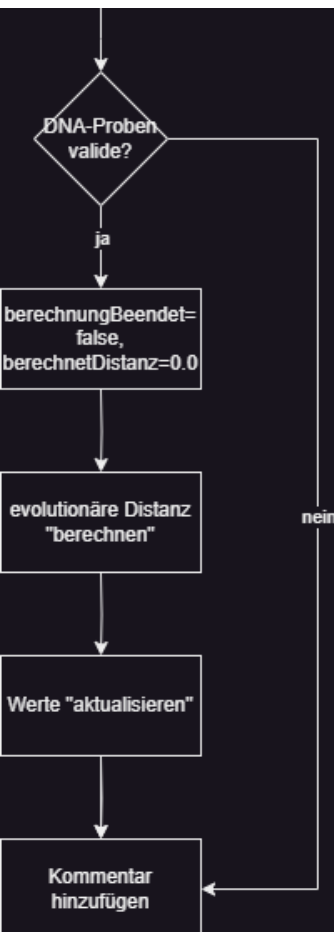 DNA-Proben
valide?
ja
berechnungBeendet=
false,
berechnetDistanz=0.0
evolutionäre Distanz
"berechnen"
nein
Werte "aktualisieren"
Kommentar
hinzufügen